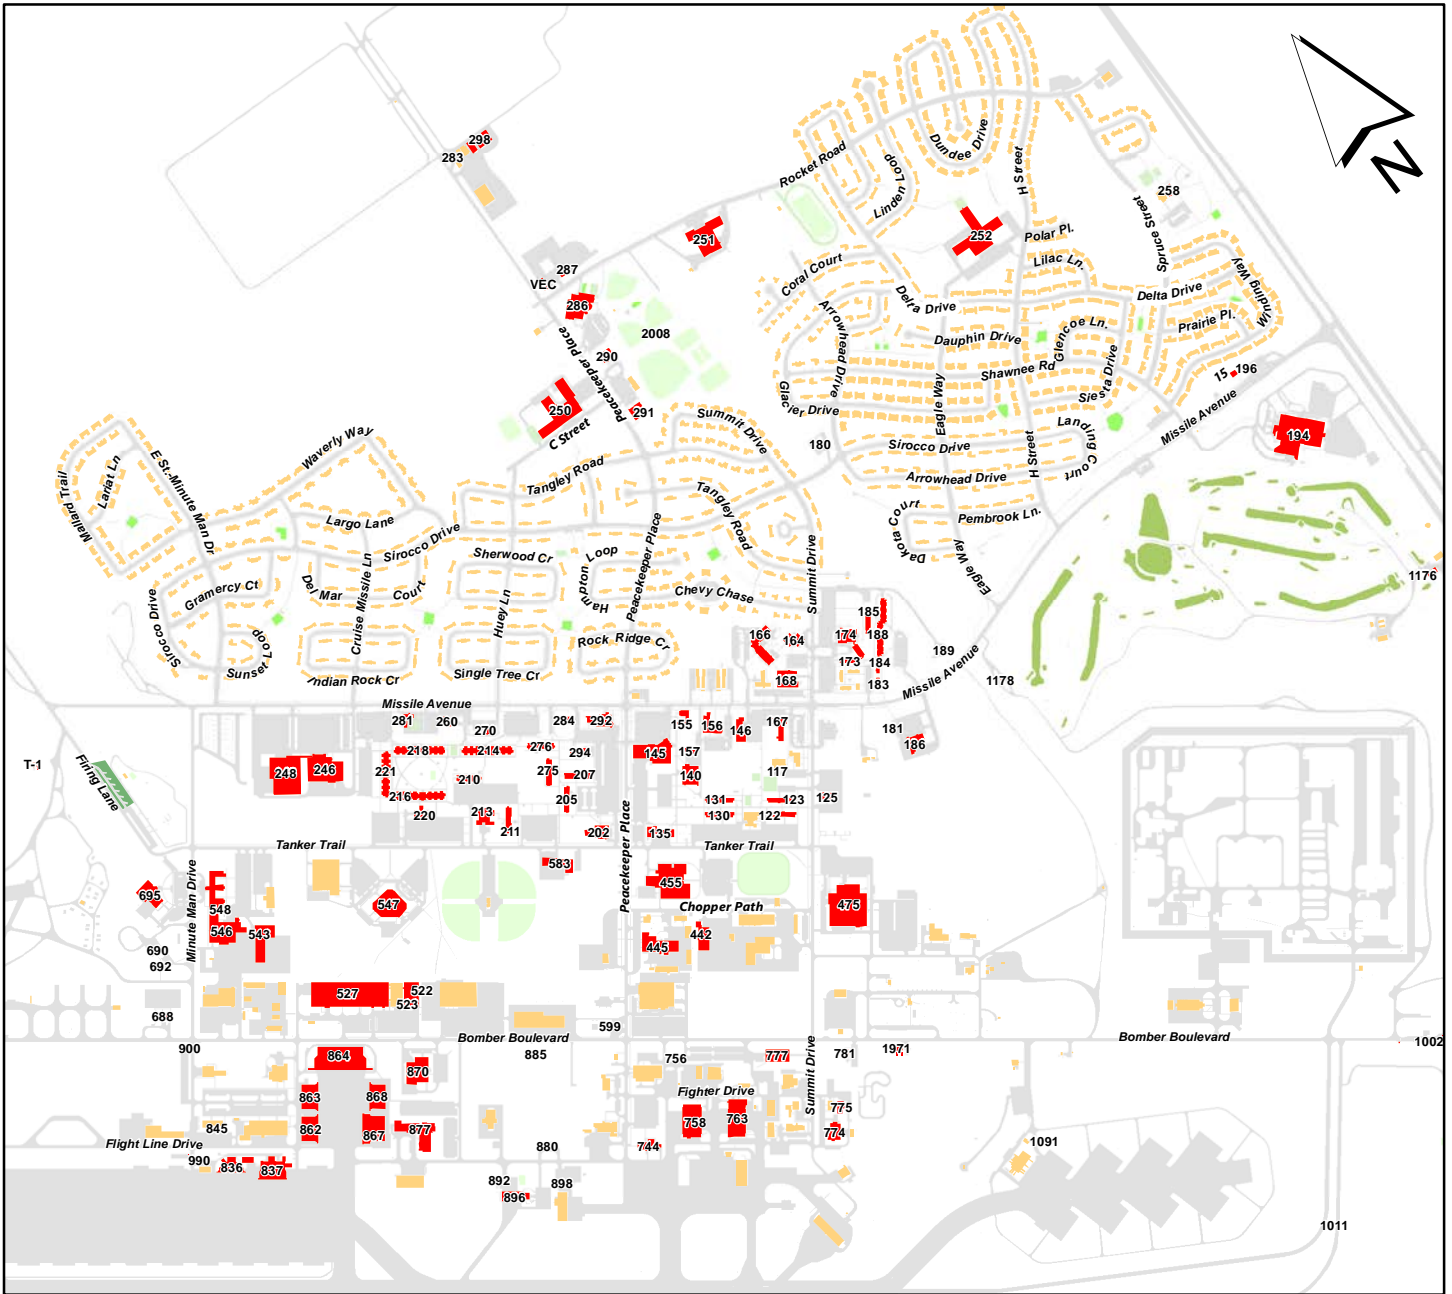 N
298
283
Rocket Road
Dundee Drive
H Street
Linden Loop
258
Spruce Street
251
252
Polar Pl.
Lilac Ln.
Winding Way
287
VEC
Coral Court
286
Delta Drive
Delta Drive
Prairie Pl.
Arrowhead Drive
2008
Peacekeeper Place
Dauphin Drive
Glencoe Ln.
290
Shawnee Rd
15
196
Siesta Drive
Missile Avenue
250
291
Peacekeeper Place
Glacier Drive
Eagle Way
C Street
Summit Drive
180
Sirocco Drive
H Street
Landing Court
194
Waverly Way
E St.-Minute Man Dr
Lariat Ln
Mallard Trail
Tangley Road
Arrowhead Drive
Tangley Road
Dakota Court
Pembrok Ln.
Largo Lane
Sirocco Drive
Peacekeeper Place
Eagle Way
Sherwood Cr
Hampton Loop
Summit Drive
1176
Gramercy Ct
Del Mar Court
Cruise Missile Ln
Huey Ln
Chevy Chase
Sirocco Drive
185
166
164
174
188
Rock Ridge Cr
Sunset Loop
189
173
184
Indian Rock Cr
Single Tree Cr
168
183
Missile Avenue
1178
Missile Avenue
281
260
284
292
155
156
146
167
181
270
186
218
214
276
294
145
157
T-1
Firing Lane
248
246
221
210
275
207
140
117
216
205
131
123
125
220
213
211
202
135
130
122
Peacekeeper Place
Tanker Trail
Tanker Trail
583
Minute Man Drive
695
548
547
455
475
Chopper Path
546
543
445
442
690
692
527
522
523
688
599
Bomber Boulevard
Bomber Boulevard
900
885
756
777
781
1971
1002
864
870
Summit Drive
863
868
Fighter Drive
775
862
867
877
845
758
763
774
Flight Line Drive
880
744
1091
990
836
837
892
896
898
1011